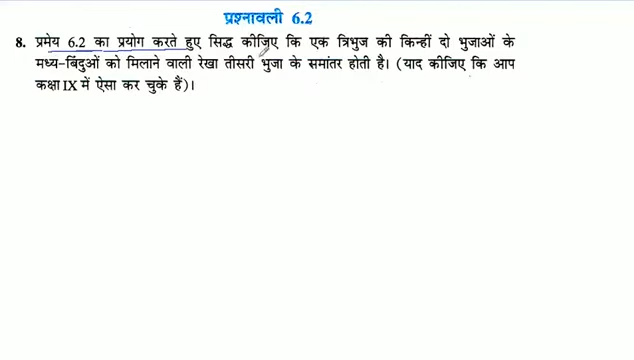 प्रश्नावली 6.2
8. प्रमेय 6.2 का प्रयोग करते हुए सिद्ध कीजिए कि एक त्रिभुज की किन्हीं दो भुजाओं के
मध्य-बिंदुओं को मिलाने वाली रेखा तीसरी भुजा के समांतर होती है। (याद कीजिए कि आप
कक्षा IX में ऐसा कर चुके हैं)।